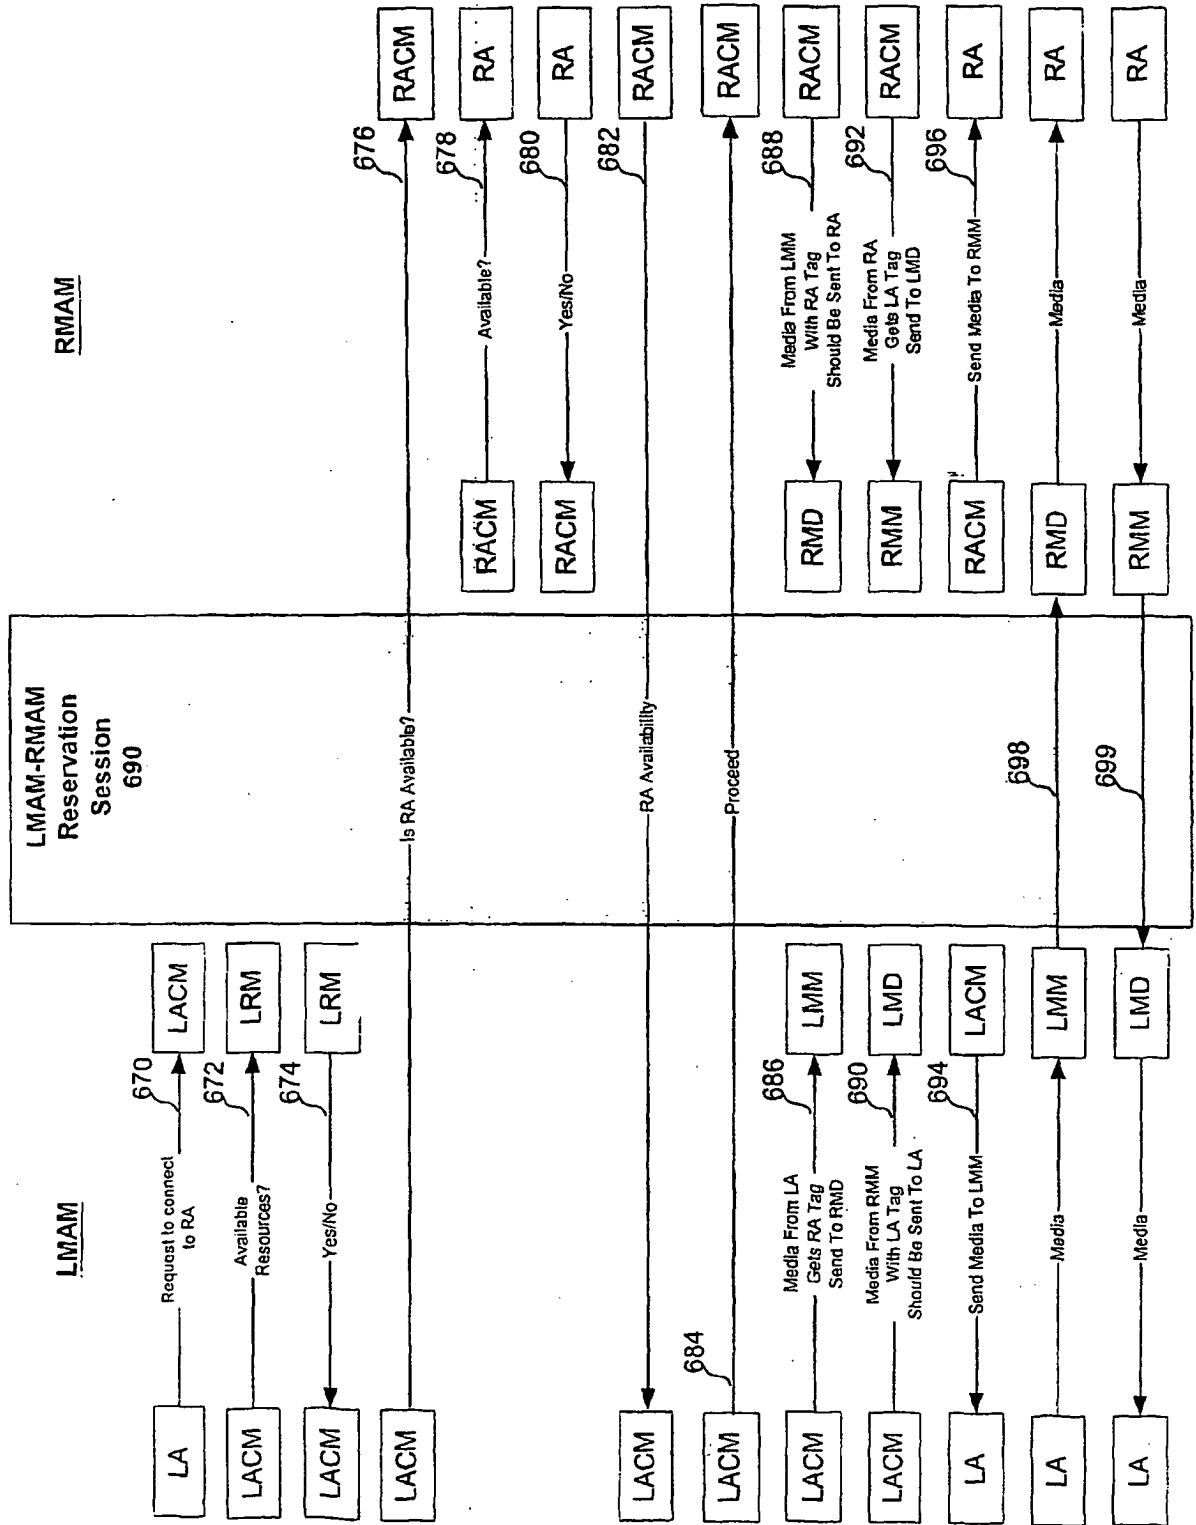 LMAM
LMAM-RMAM
Reservation
Session
690
RMAM
LA
Request to connect
to RA
670
LACM
LACM
Available
Resources?
672
LRM
LACM
Yes/No
674
LRM
LACM
Is RA Available?
676
RACM
RACM
Available?
678
RA
RACM
Yes/No
680
RA
LACM
RA Availability
682
RACM
LACM
684
Proceed
RACM
LACM
Media From LA
Gets RA Tag
Send To RMD
686
LMM
RMD
Media From LMM
With RA Tag
Should Be Sent To RA
688
RACM
LACM
Media From RMM
With LA Tag
Should Be Sent To LA
690
LMD
RMM
Media From RA
Gets LA Tag
Send To LMD
692
RACM
LA
Send Media To LMM
694
LACM
RACM
Send Media To RMM
696
RA
LA
Media
LMM
698
RMD
Media
RA
LA
Media
LMD
699
RMM
Media
RA